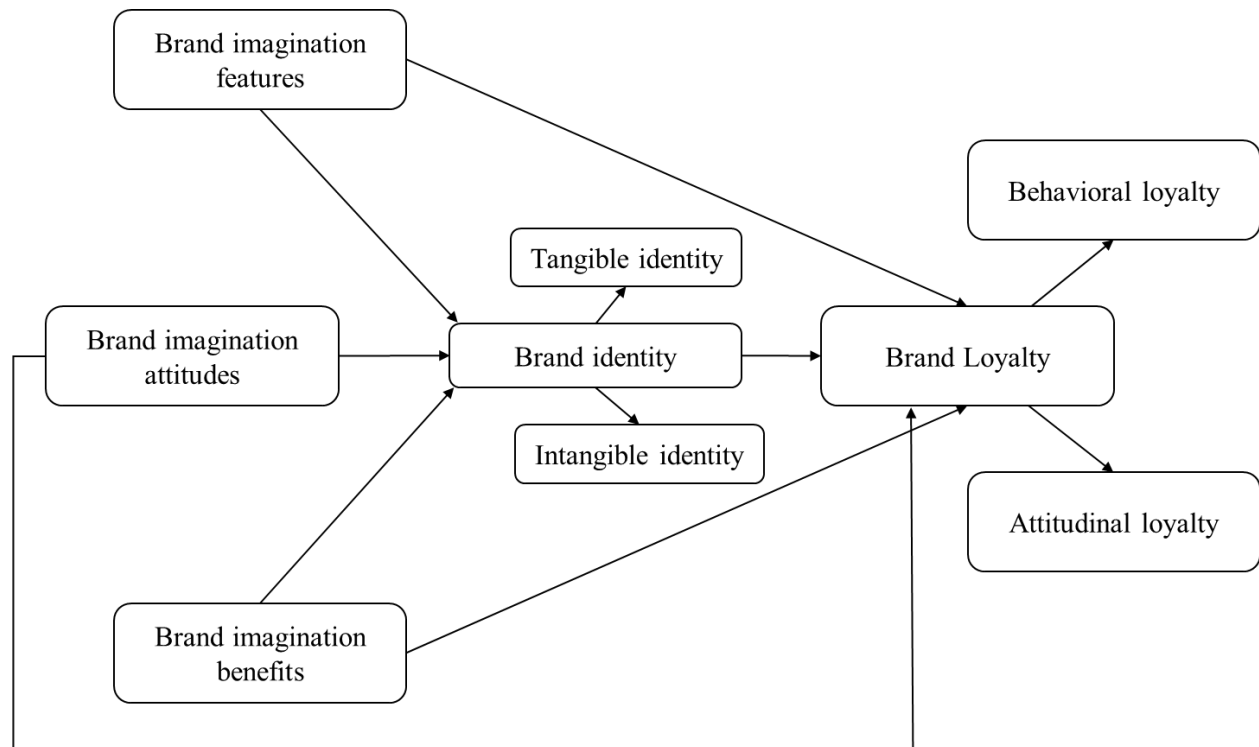 Brand imagination
features
Behavioral loyalty
Tangible identity
Brand imagination
attitudes
Brand identity
Brand Loyalty
Intangible identity
Attitudinal loyalty
Brand imagination
benefits